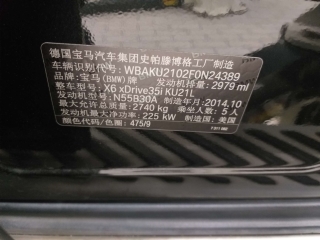 德国宝马汽车集团史帕滕博格工厂制造
车辆识别代号: WBAKU2102F0N24389
品牌: 宝马(BMW)牌 发动机排量: 2979 ml
整车型号: X6 xDrive35i KU21L
发动机型号: N55B30A 制造年月: 2014.10
最大允许总质量: 2740 kg 乘坐人数: 5 人
发动机最大净功率: 225 kW 制造国: 美国
颜色代码/色圈: 475/9